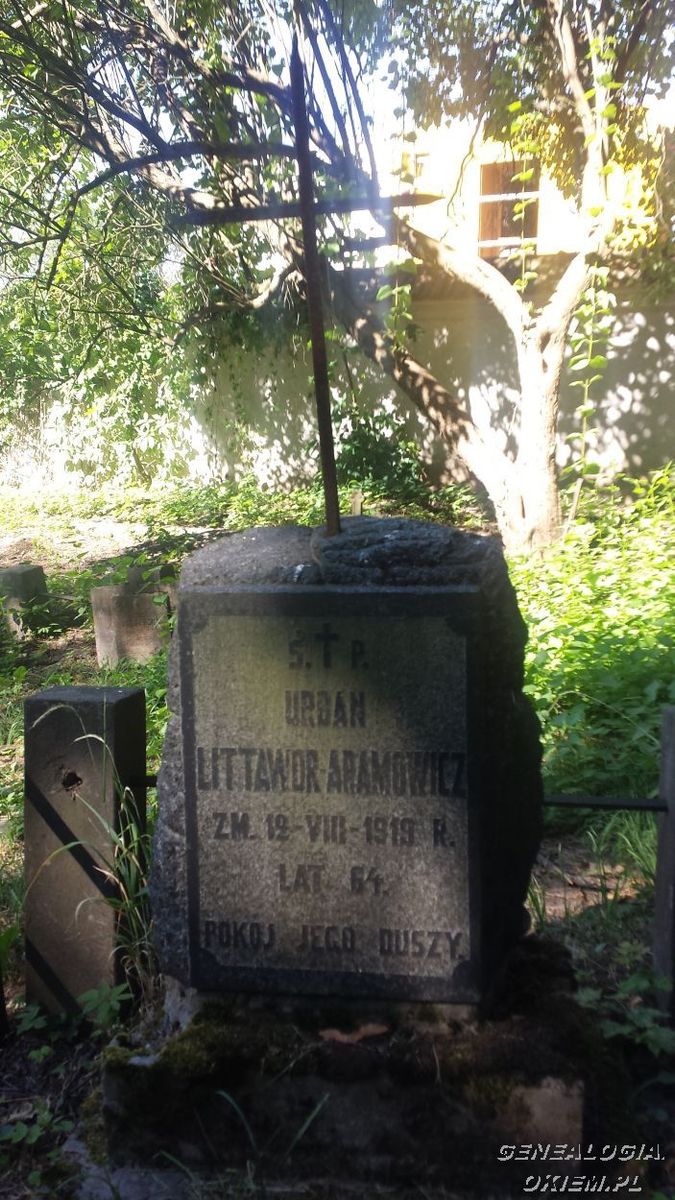 Ś. ✝ P.
URBAN
LITTAWOR ARAMOWICZ
ZM. 12-VIII-1919 R.
LAT 64.
POKÓJ JEGO DUSZY.
GENEALOGIA.
OKIEM.PL